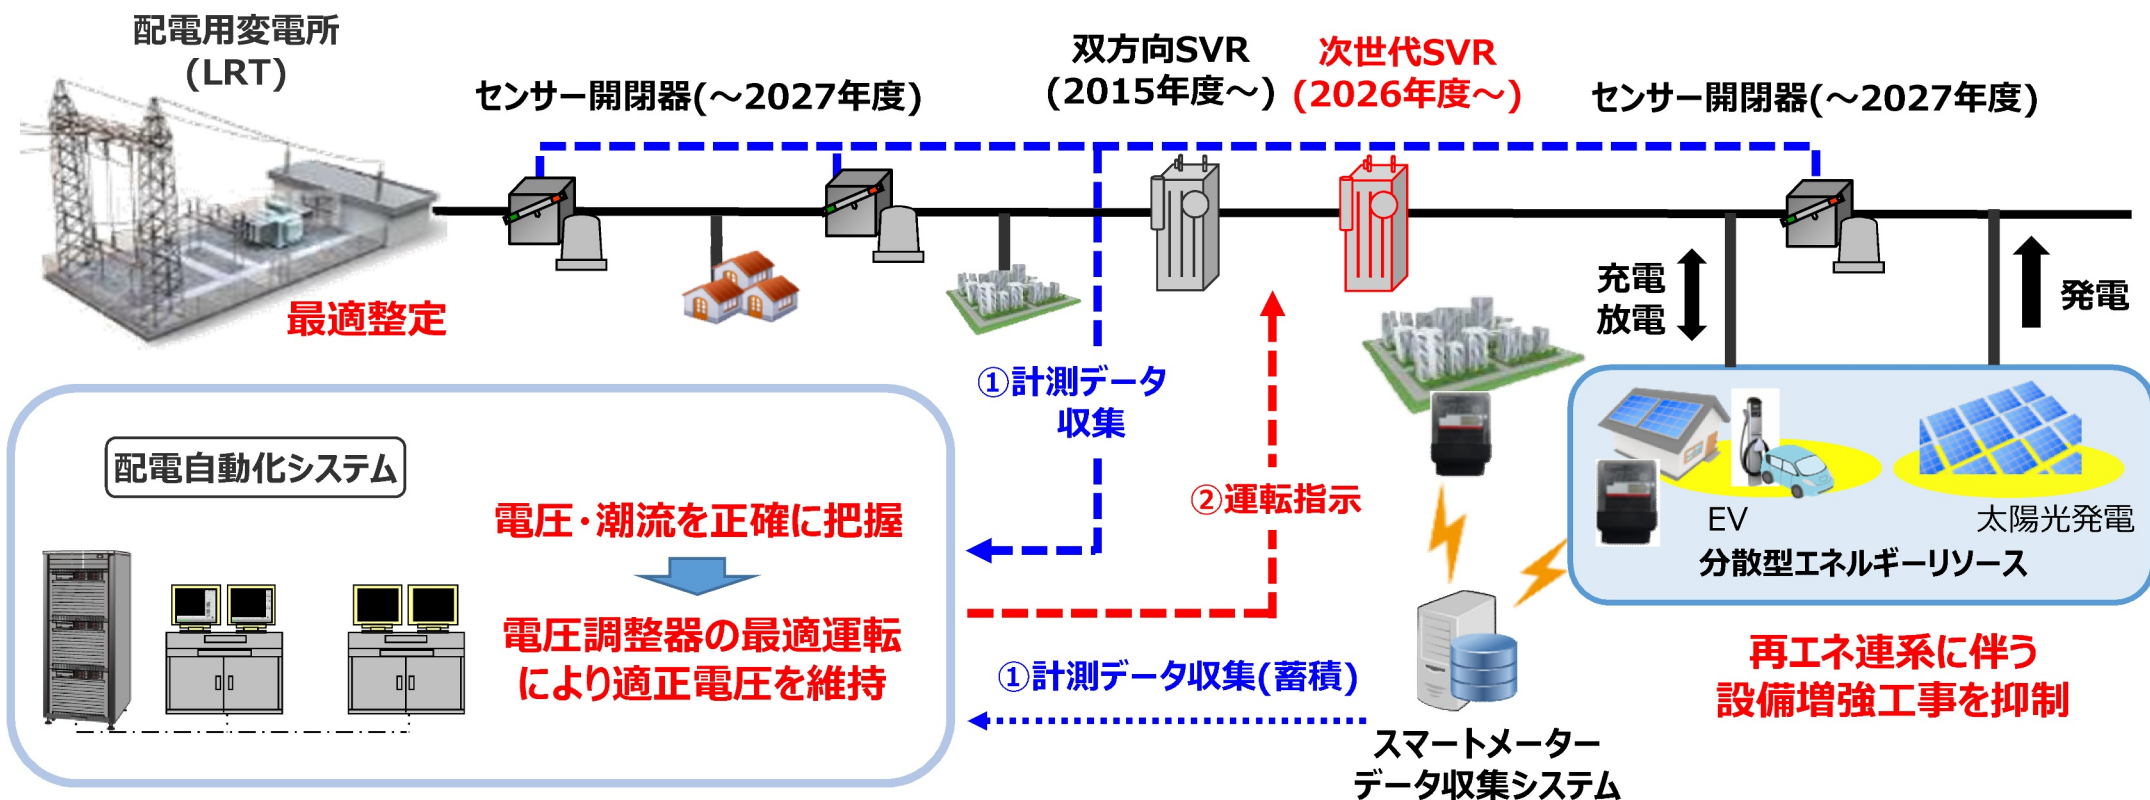 配電用変電所
(LRT)
センサー開閉器(～2027年度)
双方向SVR
(2015年度～)
次世代SVR
(2026年度～)
センサー開閉器(～2027年度)
最適整定
充電
放電
発電
①計測データ
収集
配電自動化システム
電圧・潮流を正確に把握
電圧調整器の最適運転
により適正電圧を維持
②運転指示
①計測データ収集(蓄積)
EV
太陽光発電
分散型エネルギーリソース
スマートメーター
データ収集システム
再エネ連系に伴う
設備増強工事を抑制